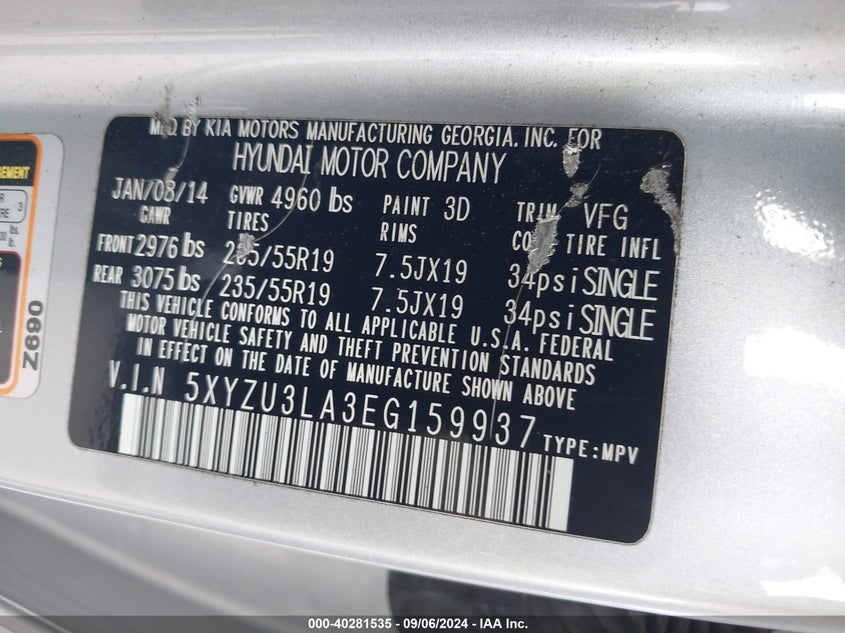 MFD. BY KIA MOTORS MANUFACTURING GEORGIA, INC. FOR
HYUNDAI MOTOR COMPANY
JAN/08/14 GVWR 4960 lbs PAINT 3D TRIM VFG
GAWR TIRES RIMS COLD TIRE INFL
FRONT 2976 lbs 235/55R19 7.5JX19 34psi SINGLE
REAR 3075 lbs 235/55R19 7.5JX19 34psi SINGLE
THIS VEHICLE CONFORMS TO ALL APPLICABLE U.S.A. FEDERAL
MOTOR VEHICLE SAFETY AND THEFT PREVENTION STANDARDS
IN EFFECT ON THE DATE OF MANUFACTURE SHOWN ABOVE
V.I.N 5XYZU3LA3EG159937 TYPE:MPV
Z690
000-40281535 - 09/06/2024 - IAA Inc.